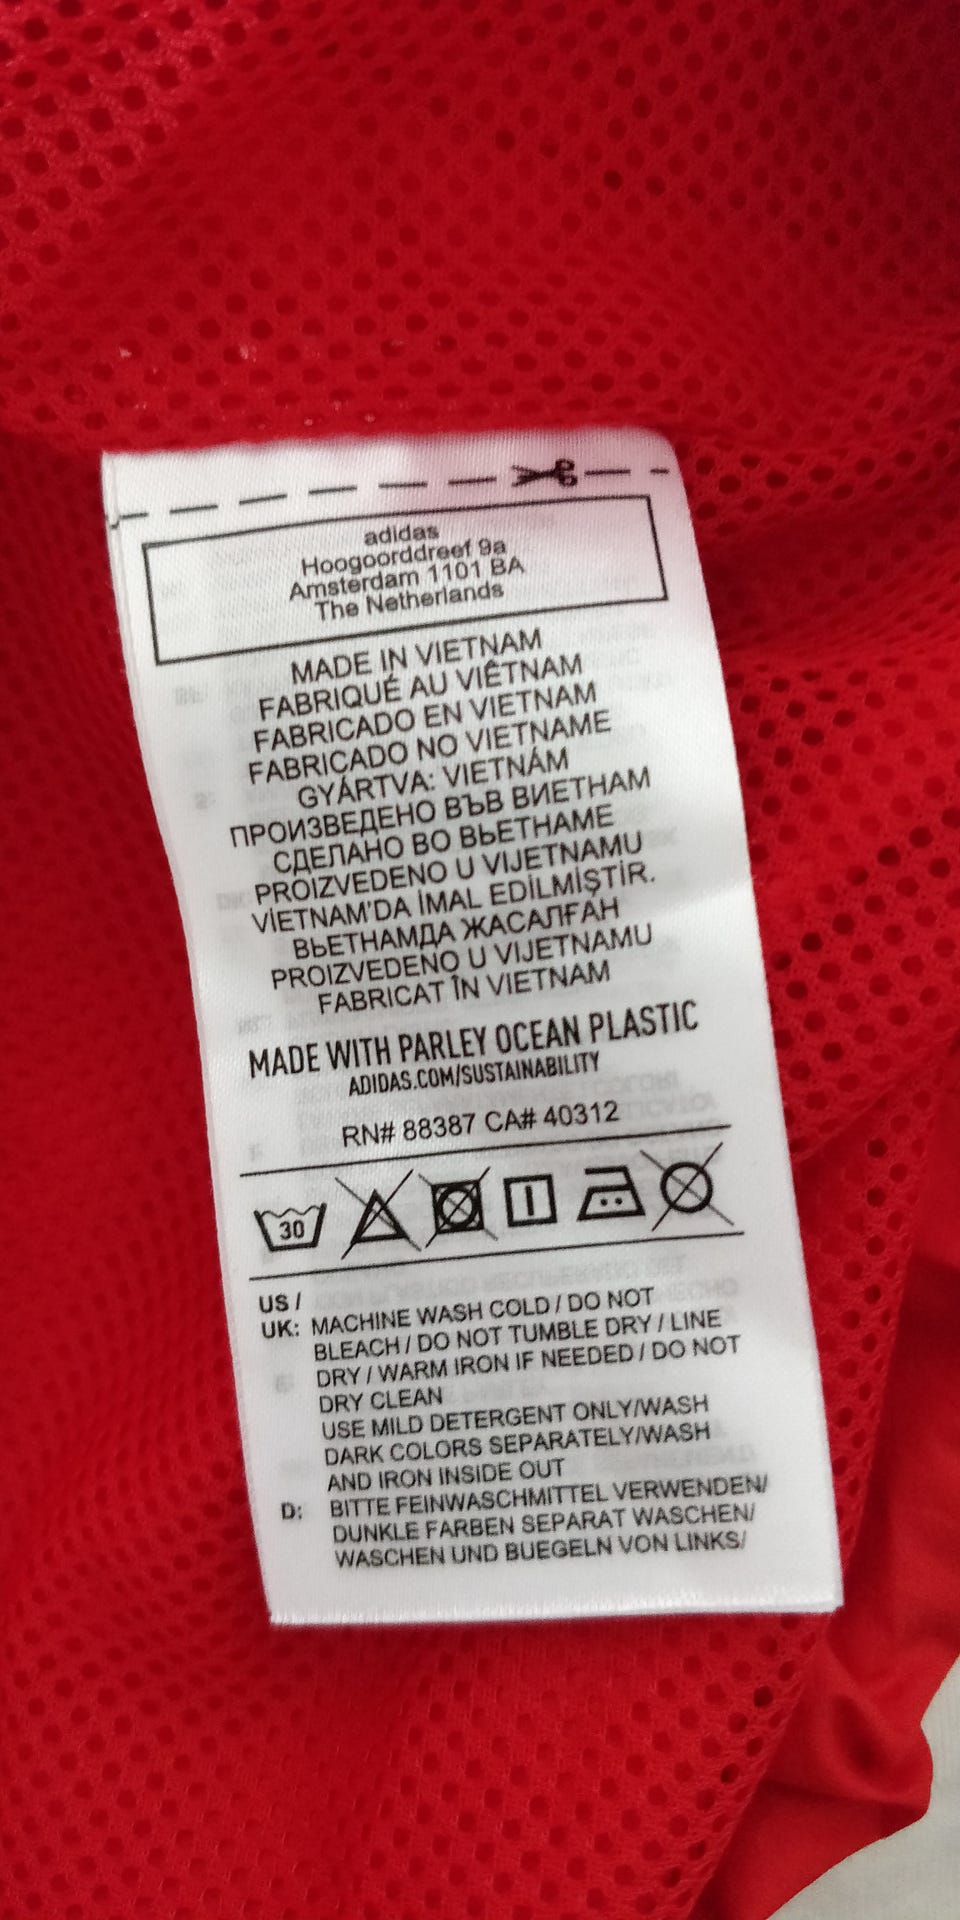 adidas
Hoogoorddreef 9a
Amsterdam 1101 BA
The Netherlands
MADE IN VIETNAM
FABRIQUÉ AU VIÊTNAM
FABRICADO EN VIETNAM
FABRICADO NO VIETNAME
GYÁRTVA: VIETNÁM
ПРОИЗВЕДЕНО ВЪВ ВИЕТНАМ
СДЕЛАНО ВО ВЬЕТНАМЕ
PROIZVEDENO U VIJETNAMU
VİETNAM'DA İMAL EDİLMİŞTİR.
ВЬЕТНАМДА ЖАСАЛҒАН
PROIZVEDENO U VIJETNAMU
FABRICAT ÎN VIETNAM
MADE WITH PARLEY OCEAN PLASTIC
ADIDAS.COM/SUSTAINABILITY
RN# 88387 CA# 40312
30
US /
UK: MACHINE WASH COLD / DO NOT
BLEACH / DO NOT TUMBLE DRY / LINE
DRY / WARM IRON IF NEEDED / DO NOT
DRY CLEAN
USE MILD DETERGENT ONLY/WASH
DARK COLORS SEPARATELY/WASH
AND IRON INSIDE OUT
D: BITTE FEINWASCHMITTEL VERWENDEN/
DUNKLE FARBEN SEPARAT WASCHEN/
WASCHEN UND BUEGELN VON LINKS/